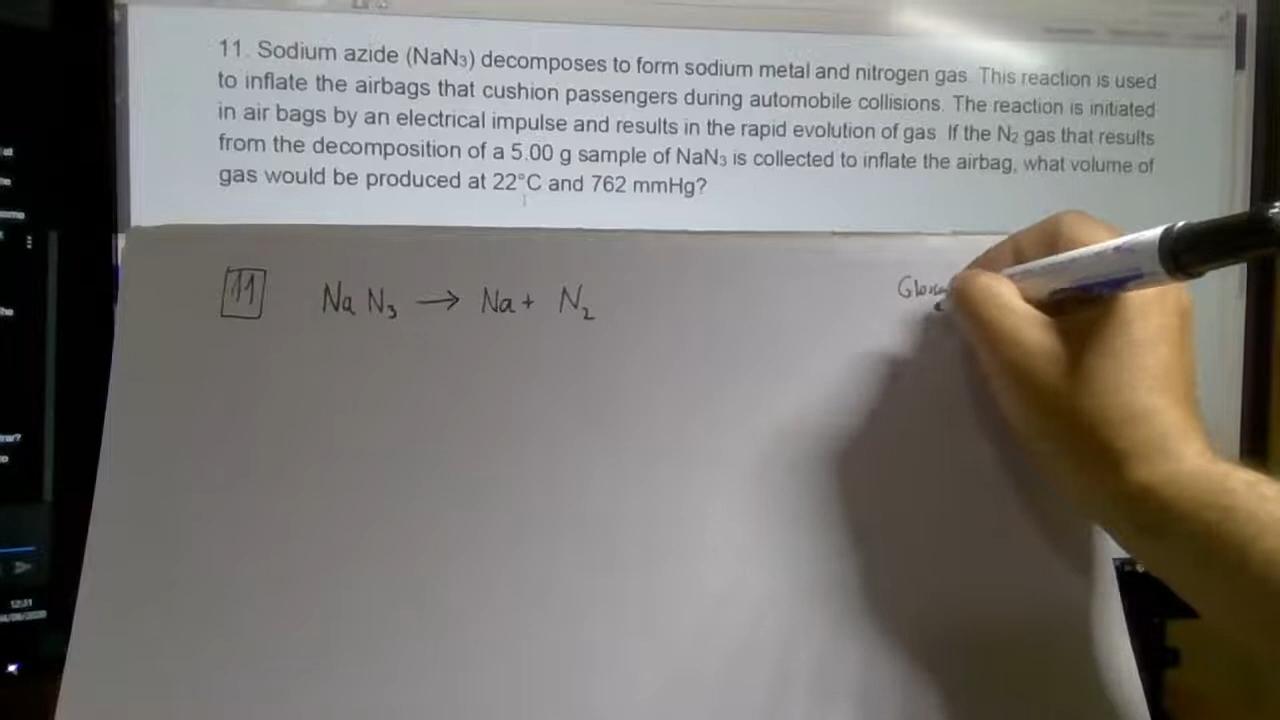 11. Sodium azide (NaN3) decomposes to form sodium metal and nitrogen gas. This reaction is used
to inflate the airbags that cushion passengers during automobile collisions. The reaction is initiated
in air bags by an electrical impulse and results in the rapid evolution of gas. If the N2 gas that results
from the decomposition of a 5.00 g sample of NaN3 is collected to inflate the airbag, what volume of
gas would be produced at 22°C and 762 mmHg?
11 Na N3 → Na + N2
12:31